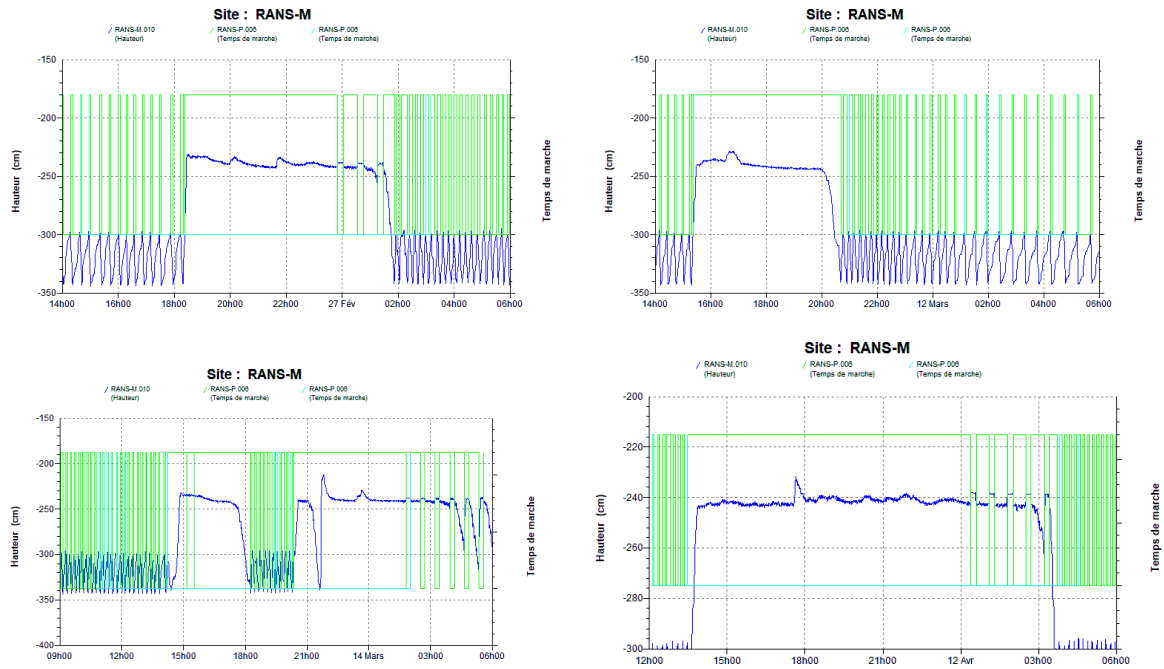 Site : RANS-M
RANS-M.010 RANS-P.006 RANS-P.006
(Hauteur) (Temps de marche) (Temps de marche)
Hauteur (cm)
-150
-200
-250
-300
-350
14h00 16h00 18h00 20h00 22h00 27 Fév 02h00 04h00 06h00
Temps de marche
Site : RANS-M
RANS-M.010 RANS-P.006 RANS-P.006
(Hauteur) (Temps de marche) (Temps de marche)
Hauteur (cm)
-150
-200
-250
-300
-350
14h00 16h00 18h00 20h00 22h00 12 Mars 02h00 04h00 06h00
Temps de marche
Site : RANS-M
RANS-M.010 RANS-P.006 RANS-P.006
(Hauteur) (Temps de marche) (Temps de marche)
Hauteur (cm)
-150
-200
-250
-300
-350
-400
09h00 12h00 15h00 18h00 21h00 14 Mars 03h00 06h00
Temps de marche
Site : RANS-M
RANS-M.010 RANS-P.006 RANS-P.006
(Hauteur) (Temps de marche) (Temps de marche)
Hauteur (cm)
-200
-220
-240
-260
-280
-300
12h00 15h00 18h00 21h00 12 Avr 03h00 06h00
Temps de marche